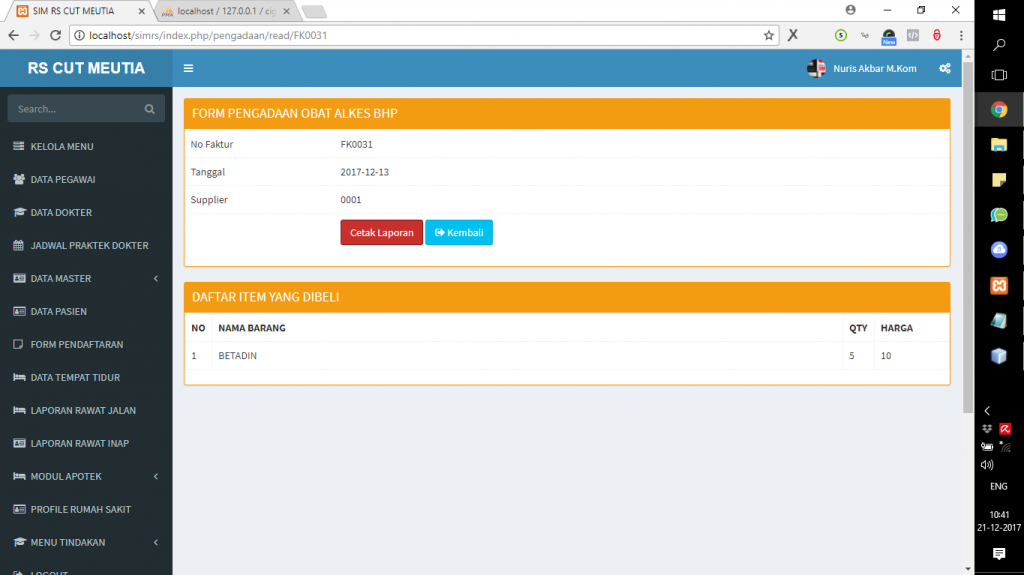 SIM RS CUT MEUTIA
localhost / 127.0.0.1 / cig
localhost/simrs/index.php/pengadaan/read/FK0031
New
RS CUT MEUTIA
Nuris Akbar M.Kom
Search...
KELOLA MENU
DATA PEGAWAI
DATA DOKTER
JADWAL PRAKTEK DOKTER
DATA MASTER
DATA PASIEN
FORM PENDAFTARAN
DATA TEMPAT TIDUR
LAPORAN RAWAT JALAN
LAPORAN RAWAT INAP
MODUL APOTEK
PROFILE RUMAH SAKIT
MENU TINDAKAN
LOGOUT
FORM PENGADAAN OBAT ALKES BHP
No Faktur FK0031
Tanggal 2017-12-13
Supplier 0001
Cetak Laporan Kembali
DAFTAR ITEM YANG DIBELI
NO NAMA BARANG QTY HARGA
1 BETADIN 5 10
ENG
10:41
21-12-2017